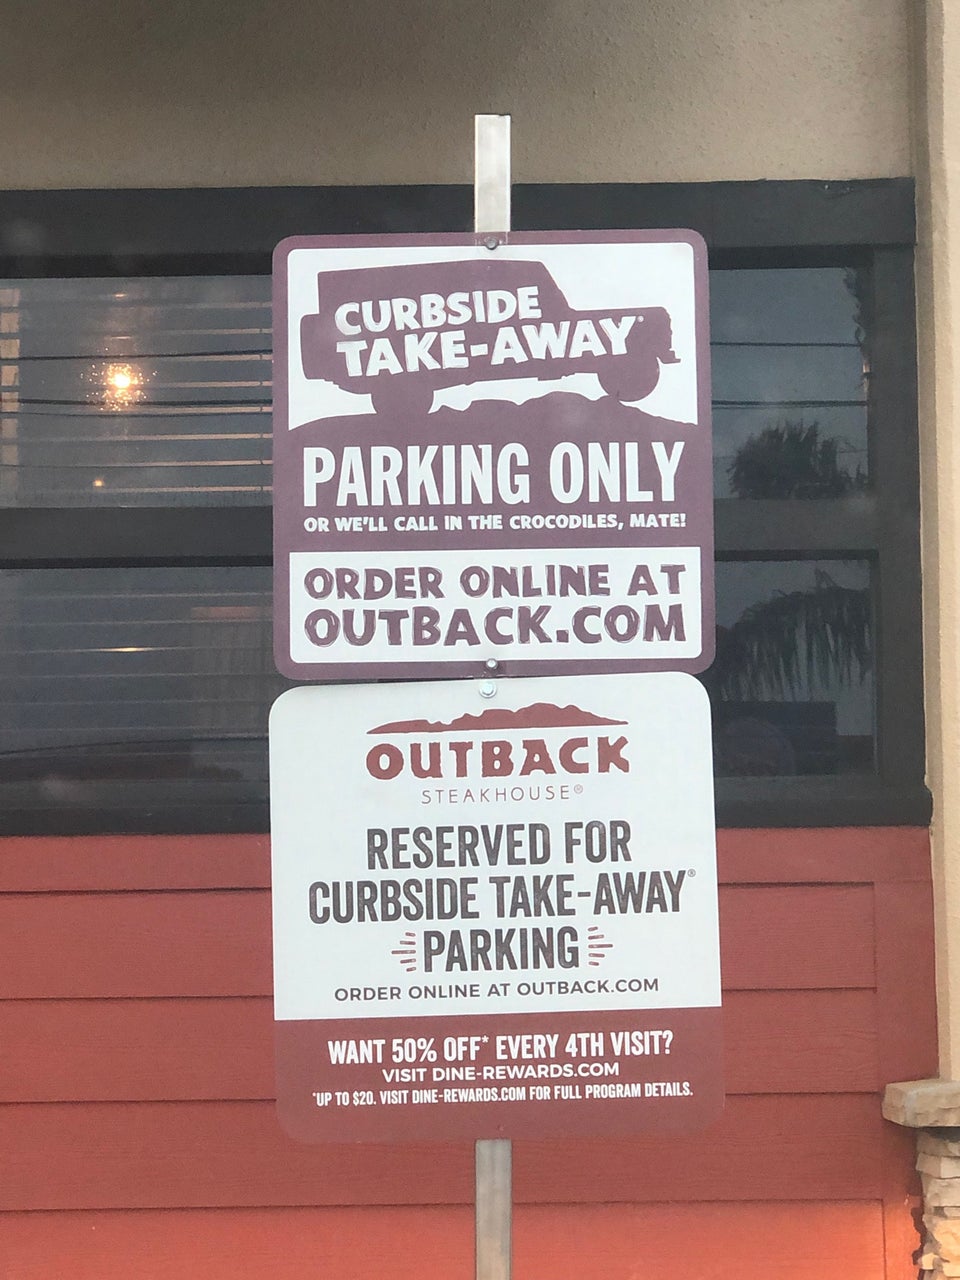 CURBSIDE
TAKE-AWAY®
PARKING ONLY
OR WE'LL CALL IN THE CROCODILES, MATE!
ORDER ONLINE AT
OUTBACK.COM
OUTBACK
STEAKHOUSE®
RESERVED FOR
CURBSIDE TAKE-AWAY®
PARKING
ORDER ONLINE AT OUTBACK.COM
WANT 50% OFF* EVERY 4TH VISIT?
VISIT DINE-REWARDS.COM
*UP TO $20. VISIT DINE-REWARDS.COM FOR FULL PROGRAM DETAILS.